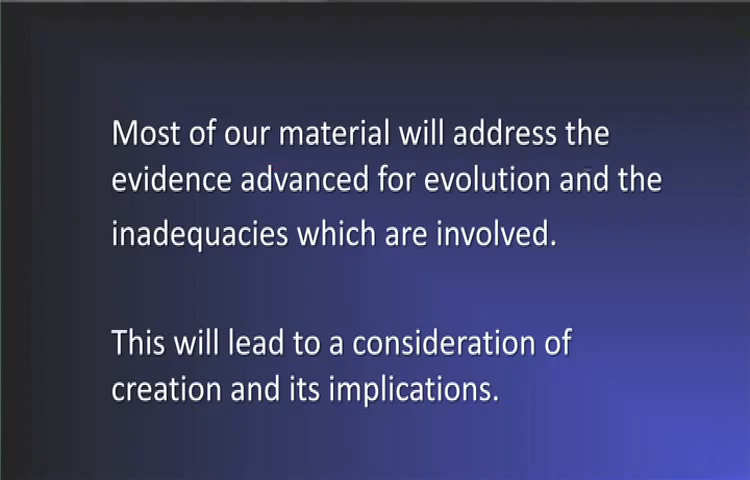 Most of our material will address the
evidence advanced for evolution and the
inadequacies which are involved.
This will lead to a consideration of
creation and its implications.